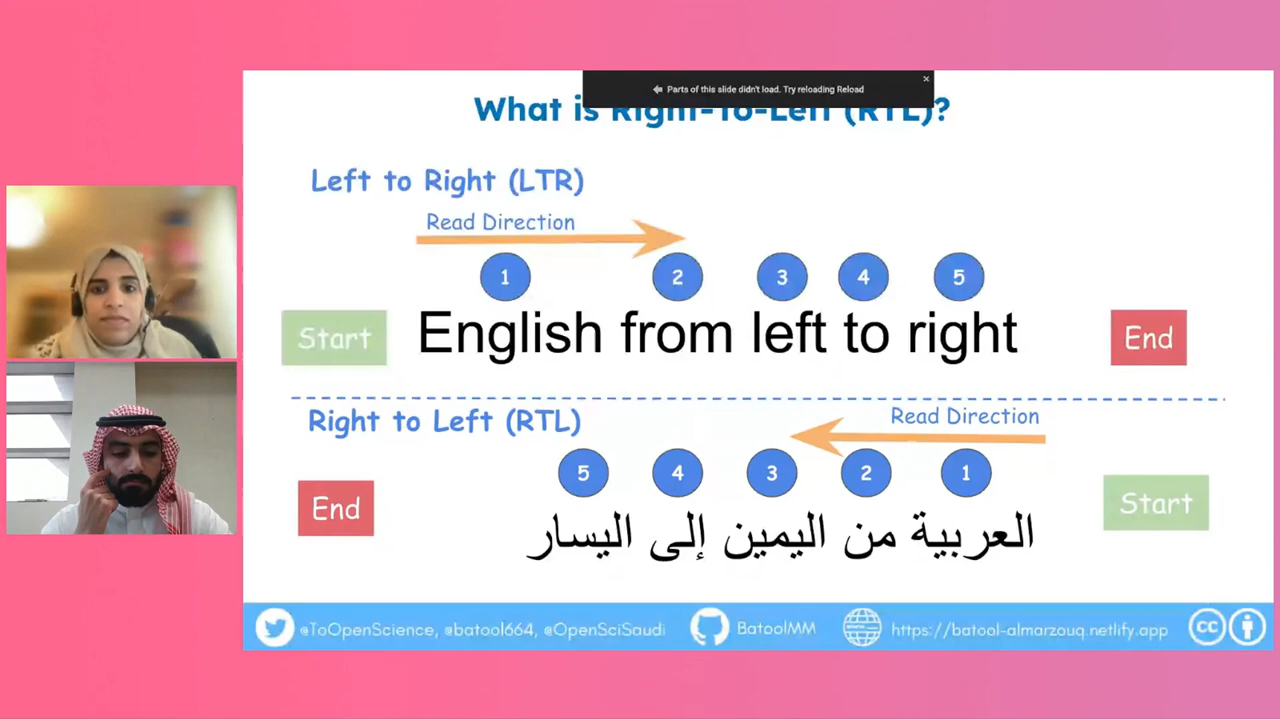 Parts of this slide didn't load. Try reloading Reload
What is Right-To-Left (RTL)?
Left to Right (LTR)
Read Direction
1 2 3 4 5
Start
English from left to right
End
Right to Left (RTL)
Read Direction
1 2 3 4 5
Start
العربية من اليمين إلى اليسار
End
@ToOpenScience, @batool664, @OpenSciSaudi
BatoolMM
https://batool-almarzouq.netlify.app
cc